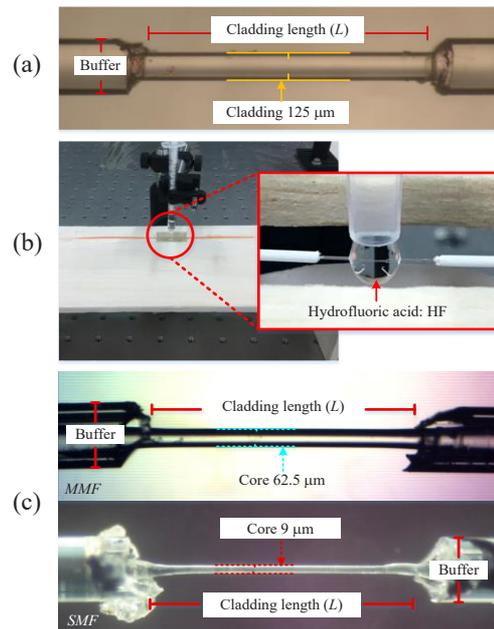 Cladding length (L)
(a)
Buffer
Cladding 125 μm
(b)
Hydrofluoric acid: HF
Cladding length (L)
Buffer
Core 62.5 μm
MMF
(c)
Core 9 μm
Buffer
Cladding length (L)
SMF